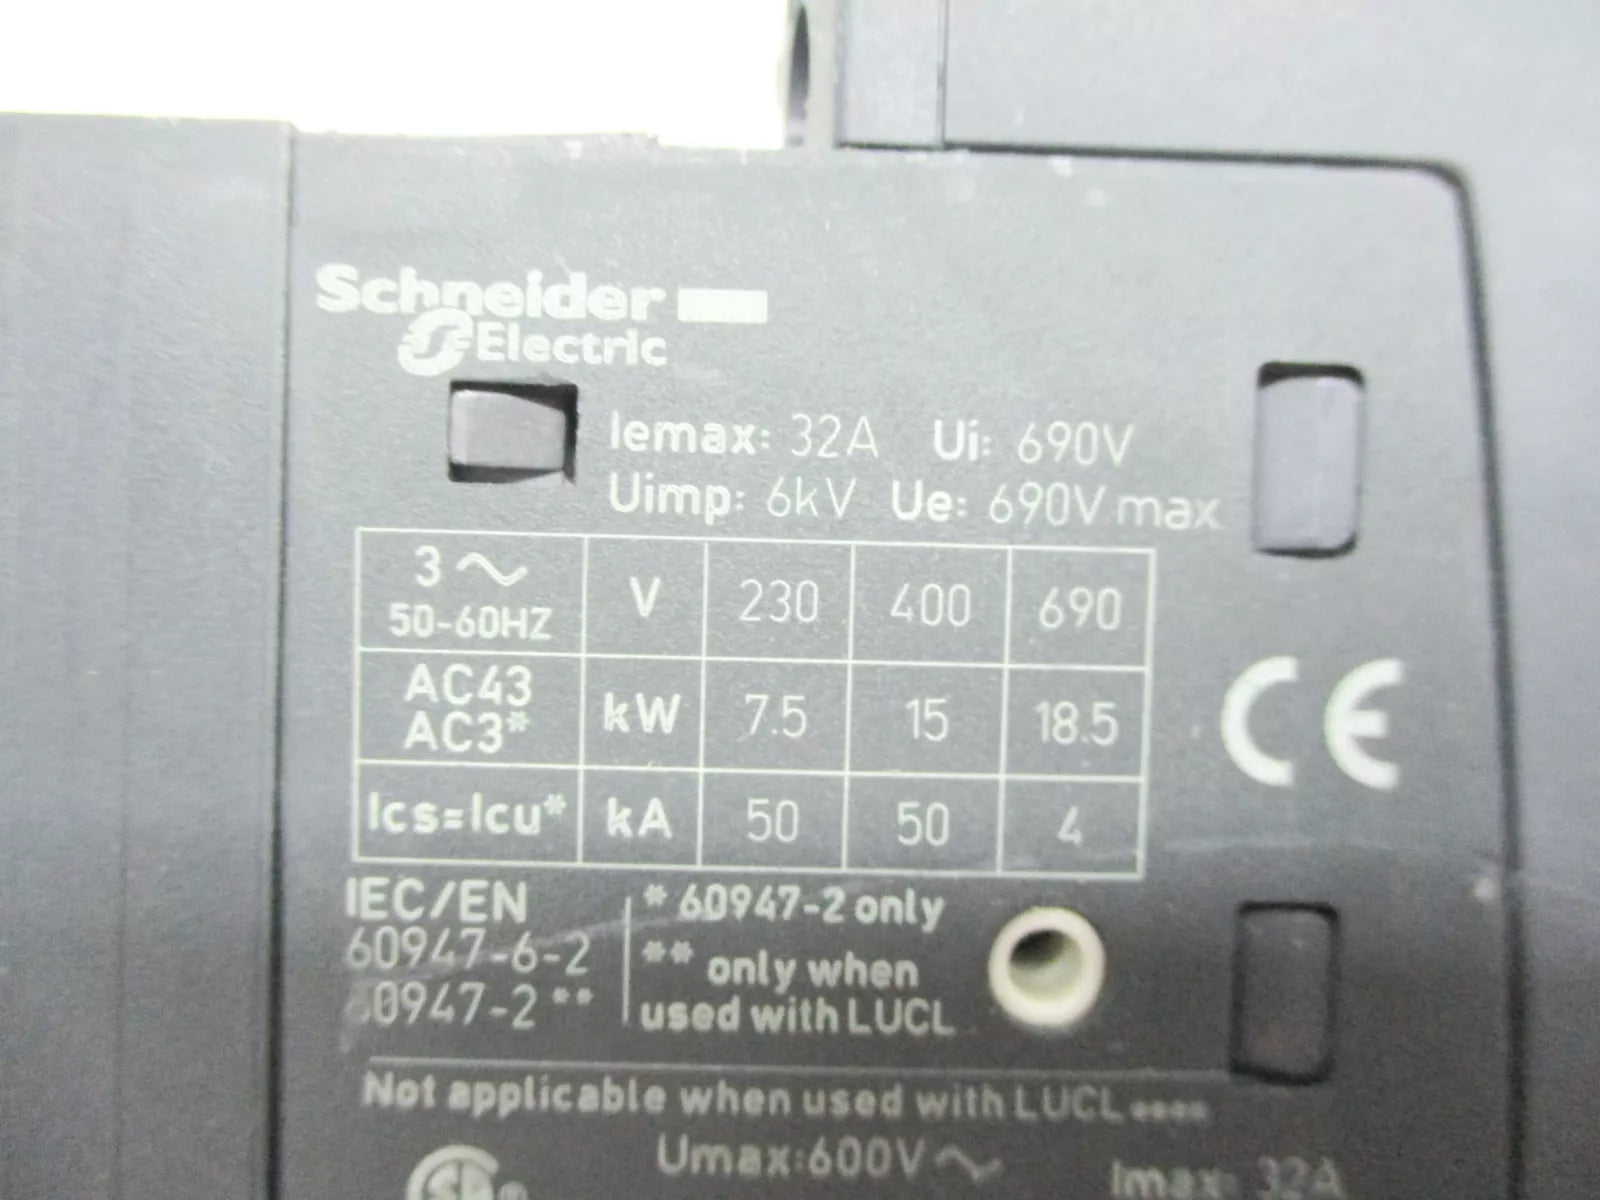 Schneider
Electric
Iemax: 32A Ui: 690V
Uimp: 6kV Ue: 690V max
3~ V 230 400 690
50-60HZ
AC43
AC3* kW 7.5 15 18.5
Ics=Icu* kA 50 50 4
CE
IEC/EN
60947-6-2
60947-2**
* 60947-2 only
** only when
used with LUCL
Not applicable when used with LUCL****
Umax:600V~ Imax: 32A